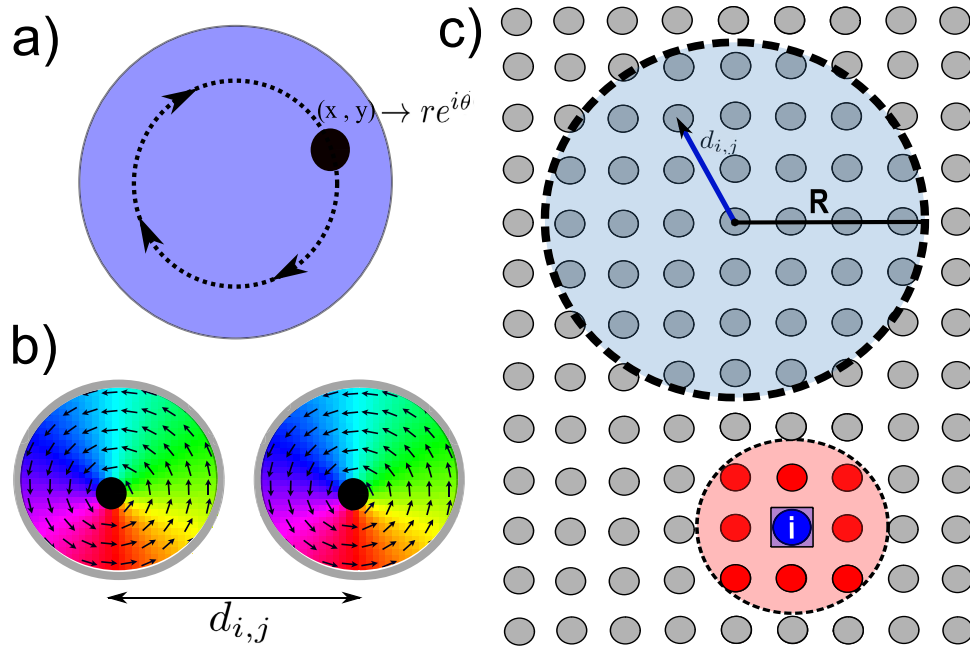 a)
(x , y) → re^{iθ}
b)
d_{i,j}
c)
d_{i,j}
R
i